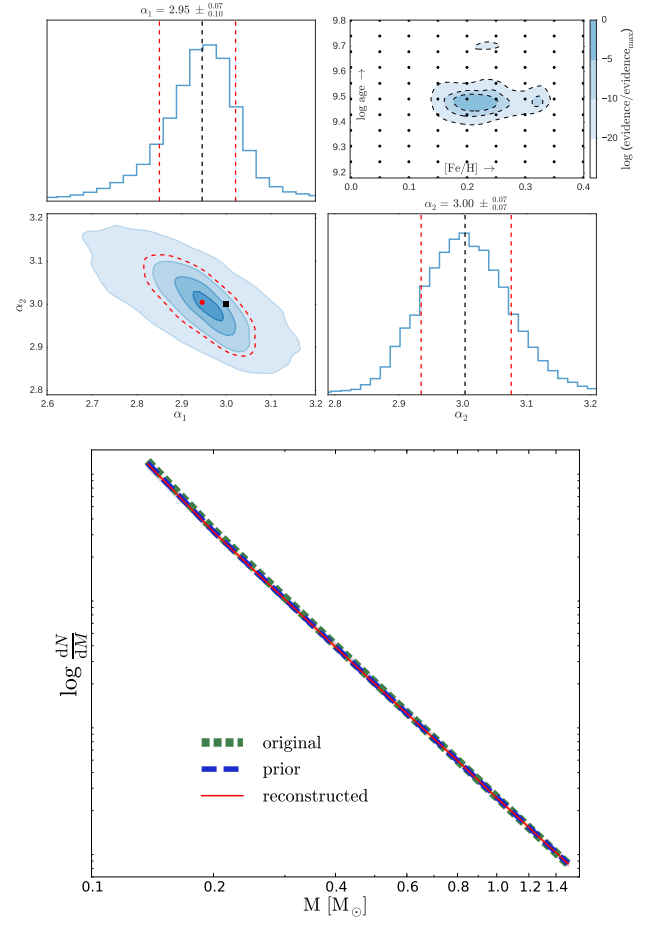 α₁ = 2.95 ± 0.07 0.10
9.8
9.7
9.6
9.5
9.4
9.3
9.2
log age →
[Fe/H] →
0.0 0.1 0.2 0.3 0.4
0
−5
−10
−20
log (evidence/evidence_max)
3.2
3.1
3.0
2.9
2.8
α₂
2.6 2.7 2.8 2.9 3.0 3.1 3.2
α₁
α₂ = 3.00 ± 0.07 0.07
2.8 2.9 3.0 3.1 3.2
α₂
log dN/dM
original
prior
reconstructed
0.1 0.2 0.4 0.6 0.8 1.0 1.2 1.4
M [M⊙]